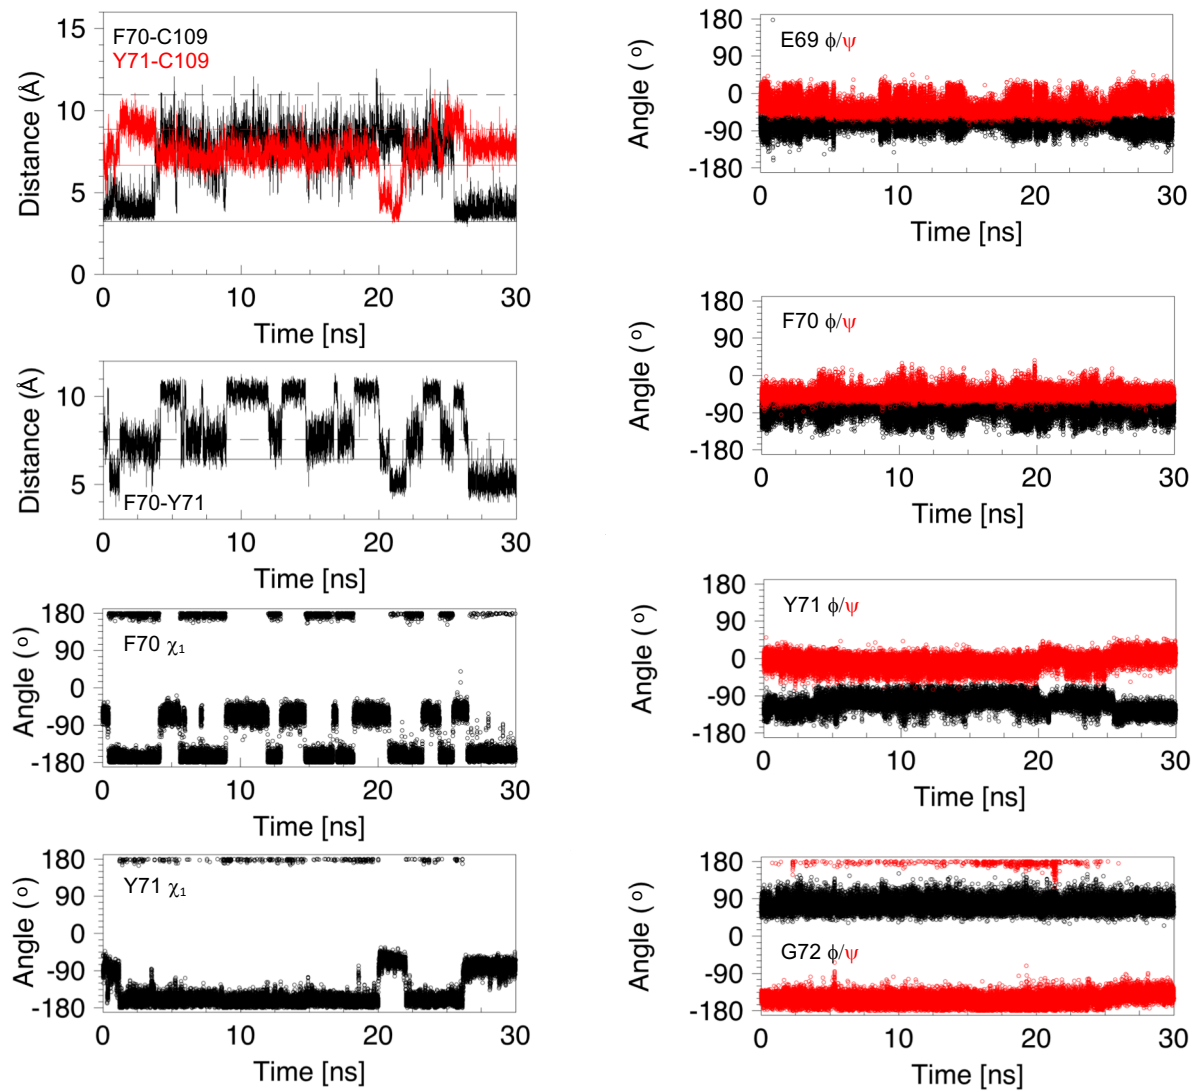 15
10
5
0
Distance (Å)
F70-C109
Y71-C109
0 10 20 30
Time [ns]
10
5
Distance (Å)
F70-Y71
0 10 20 30
Time [ns]
180
90
0
-90
-180
Angle ( o)
F70 χ1
0 10 20 30
Time [ns]
180
90
0
-90
-180
Angle ( o)
Y71 χ1
0 10 20 30
Time [ns]
180
90
0
-90
-180
Angle ( o)
E69 ϕ/ψ
0 10 20 30
Time [ns]
180
90
0
-90
-180
Angle ( o)
F70 ϕ/ψ
0 10 20 30
Time [ns]
180
90
0
-90
-180
Angle ( o)
Y71 ϕ/ψ
0 10 20 30
Time [ns]
180
90
0
-90
-180
Angle ( o)
G72 ϕ/ψ
0 10 20 30
Time [ns]